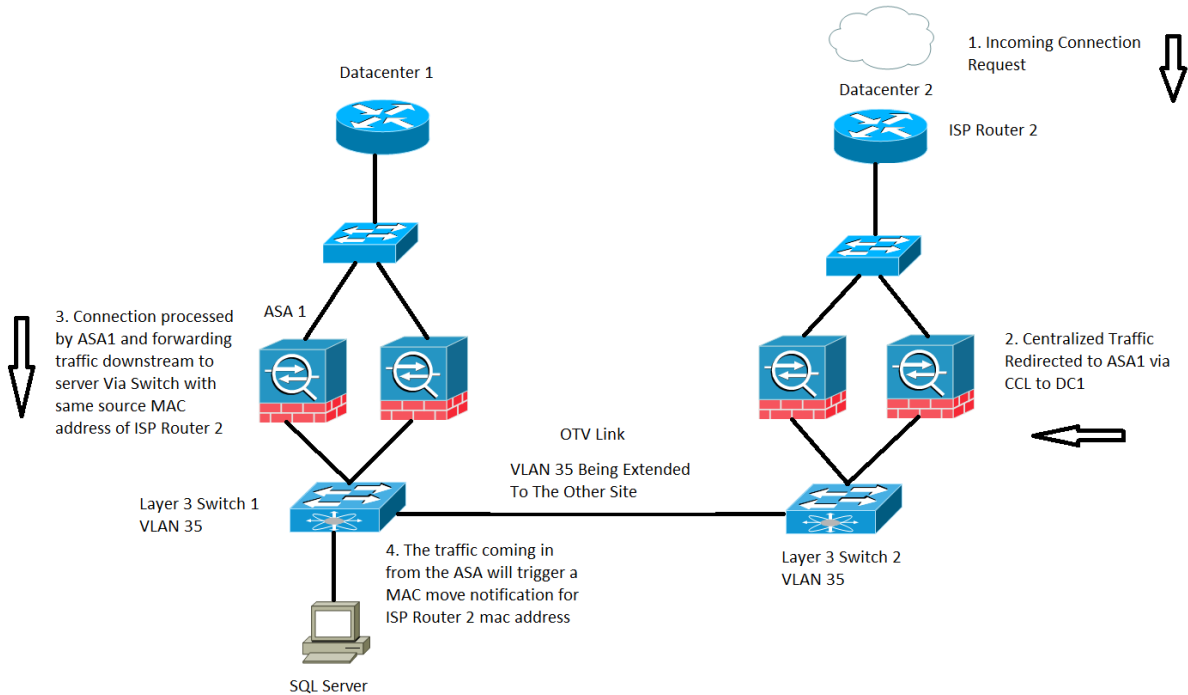 1. Incoming Connection
Request
Datacenter 1
Datacenter 2
ISP Router 2
ASA 1
3. Connection processed
by ASA1 and forwarding
traffic downstream to
server Via Switch with
same source MAC
address of ISP Router 2
2. Centralized Traffic
Redirected to ASA1 via
CCL to DC1
OTV Link
VLAN 35 Being Extended
To The Other Site
Layer 3 Switch 1
VLAN 35
4. The traffic coming in
from the ASA will trigger a
MAC move notification for
ISP Router 2 mac address
Layer 3 Switch 2
VLAN 35
SQL Server